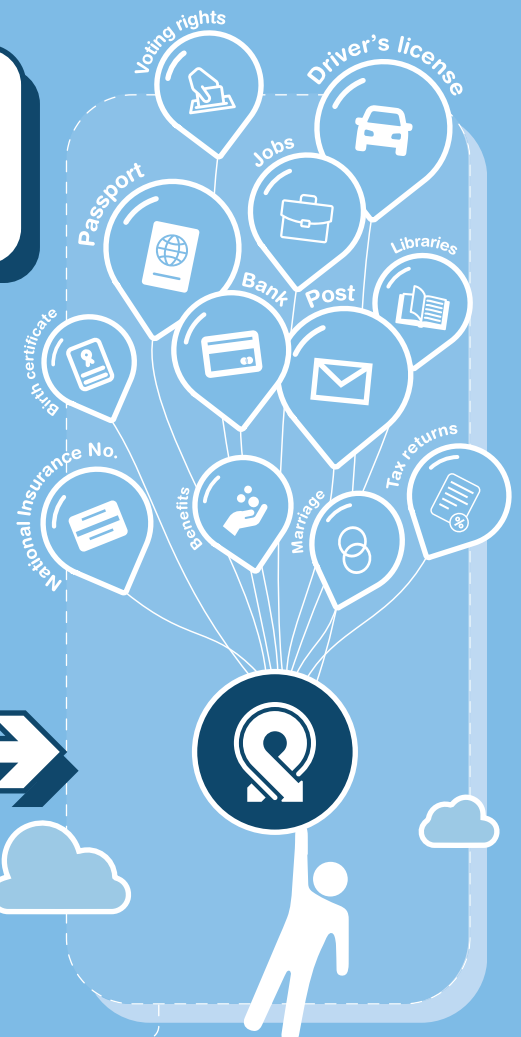 Voting rights
Driver's license
Jobs
Passport
Libraries
Bank
Post
Birth certificate
Tax returns
National Insurance No.
Benefits
Marriage
%